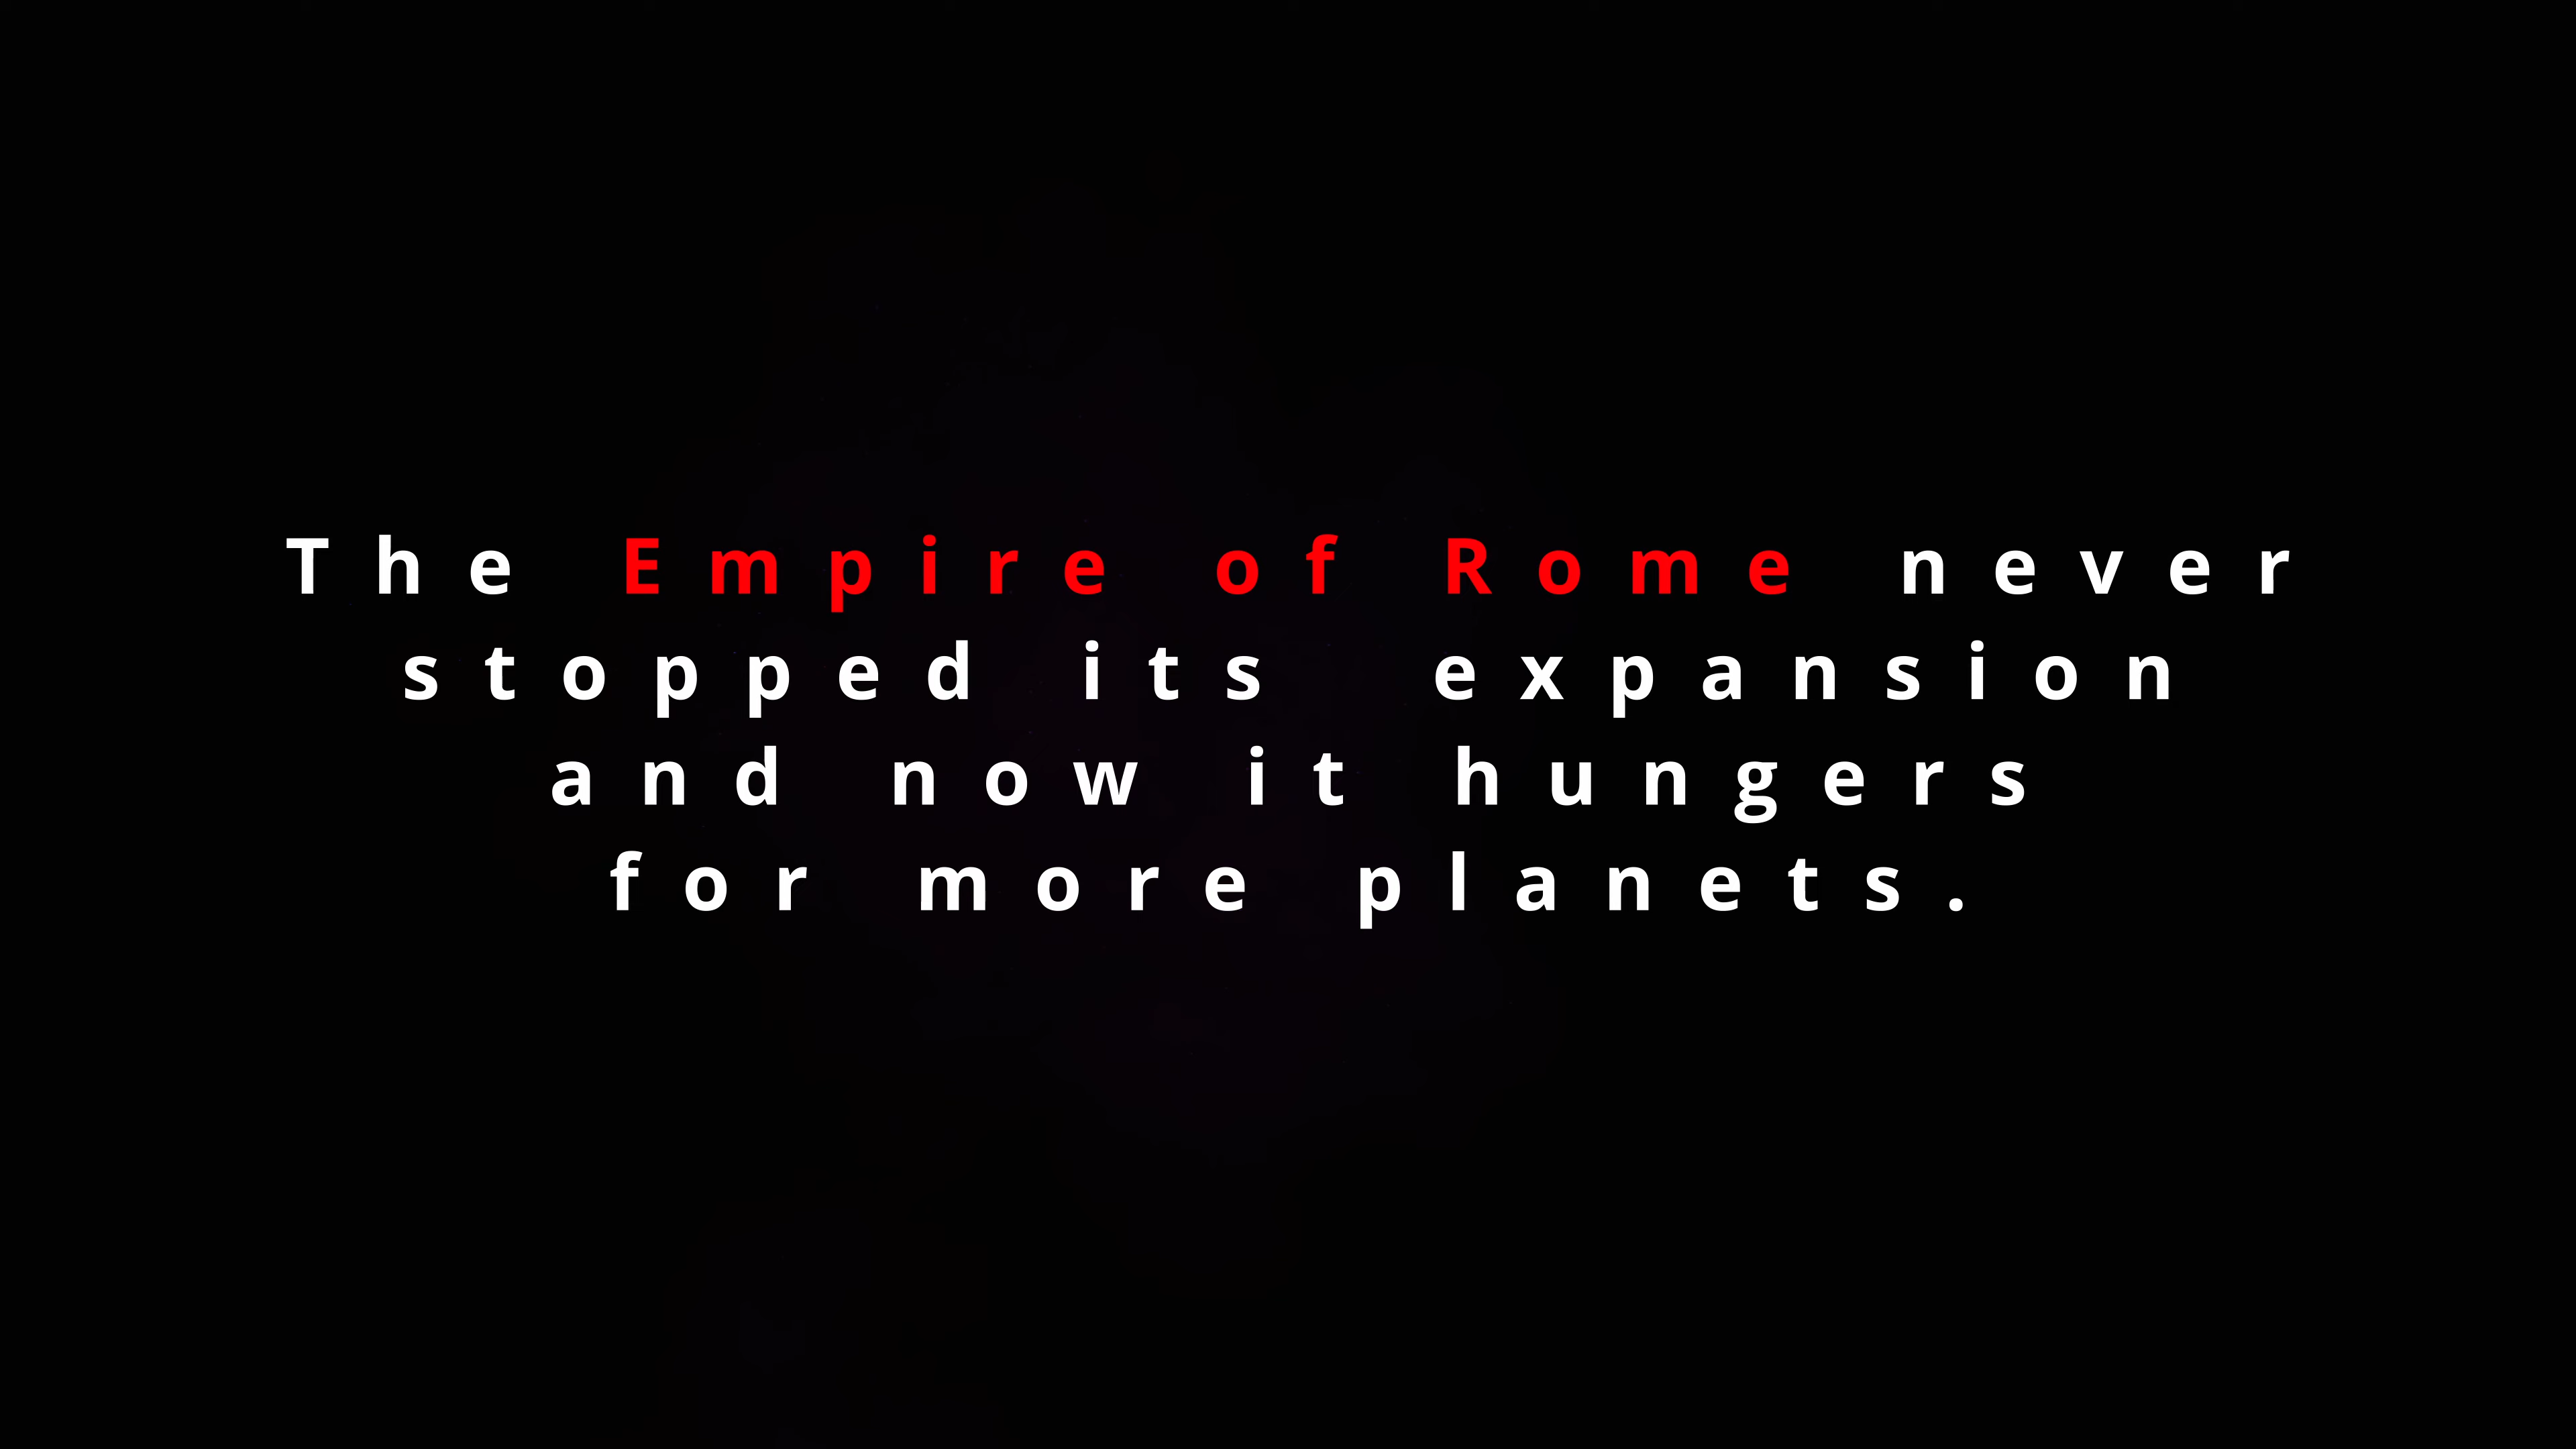 The Empire of Rome never
stopped its expansion
and now it hungers
for more planets.